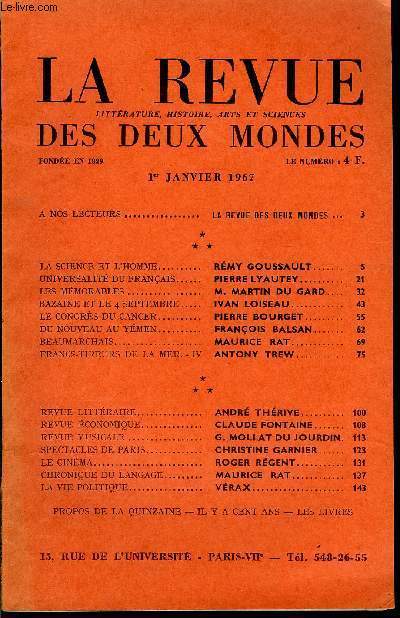 Le-livre.com
LA REVUE
LITTÉRATURE, HISTOIRE, ARTS ET SCIENCES
DES DEUX MONDES
FONDÉE EN 1829 LE NUMÉRO : 4 F.
1er JANVIER 1962
A NOS LECTEURS ................. LA REVUE DES DEUX MONDES ... 3
★
★ ★
LA SCIENCE ET L'HOMME .......... RÉMY GOUSSAULT ....... 5
UNIVERSALITÉ DU FRANÇAIS ...... PIERRE LYAUTEY ........ 21
LES MÉMORABLES ................ M. MARTIN DU GARD .... 32
BAZAINE ET LE 4 SEPTEMBRE .... IVAN LOISEAU .......... 43
LE CONGRÈS DU CANCER .......... PIERRE BOURGET ........ 55
DU NOUVEAU AU YÉMEN .......... FRANÇOIS BALSAN ...... 62
BEAUMARCHAIS .................. MAURICE RAT ........... 69
FRANCS-TIREURS DE LA MER. - IV ANTONY TREW .......... 75
★
★ ★
REVUE LITTÉRAIRE .............. ANDRÉ THÉRIVE ......... 100
REVUE ÉCONOMIQUE .............. CLAUDE FONTAINE ...... 108
REVUE MUSICALE ................ G. MOLLAT DU JOURDIN. 113
SPECTACLES DE PARIS ........... CHRISTINE GARNIER .... 123
LE CINÉMA ..................... ROGER RÉGENT ......... 131
CHRONIQUE DU LANGAGE ......... MAURICE RAT .......... 137
LA VIE POLITIQUE .............. VÉRAX ................. 143
PROPOS DE LA QUINZAINE — IL Y A CENT ANS — LES LIVRES
15, RUE DE L'UNIVERSITÉ - PARIS-VIIe — Tél. 548-26-55